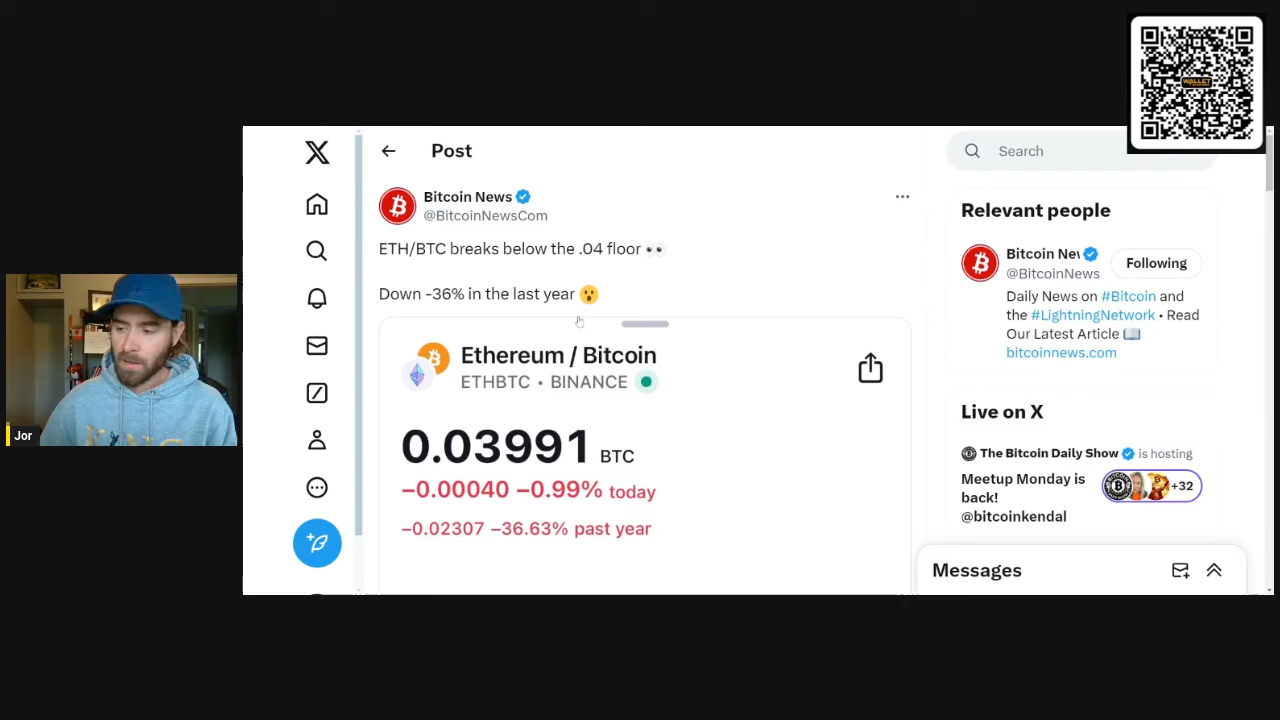 WALLET
Post
Search
Bitcoin News
@BitcoinNewsCom
ETH/BTC breaks below the .04 floor 👀
Down -36% in the last year 😮
Ethereum / Bitcoin
ETHBTC • BINANCE
0.03991 BTC
−0.00040 −0.99% today
−0.02307 −36.63% past year
Relevant people
Bitcoin Ne
@BitcoinNews
Following
Daily News on #Bitcoin and
the #LightningNetwork • Read
Our Latest Article 📖
bitcoinnews.com
Live on X
The Bitcoin Daily Show is hosting
Meetup Monday is
back!
@bitcoinkendal
+32
Messages
Jor